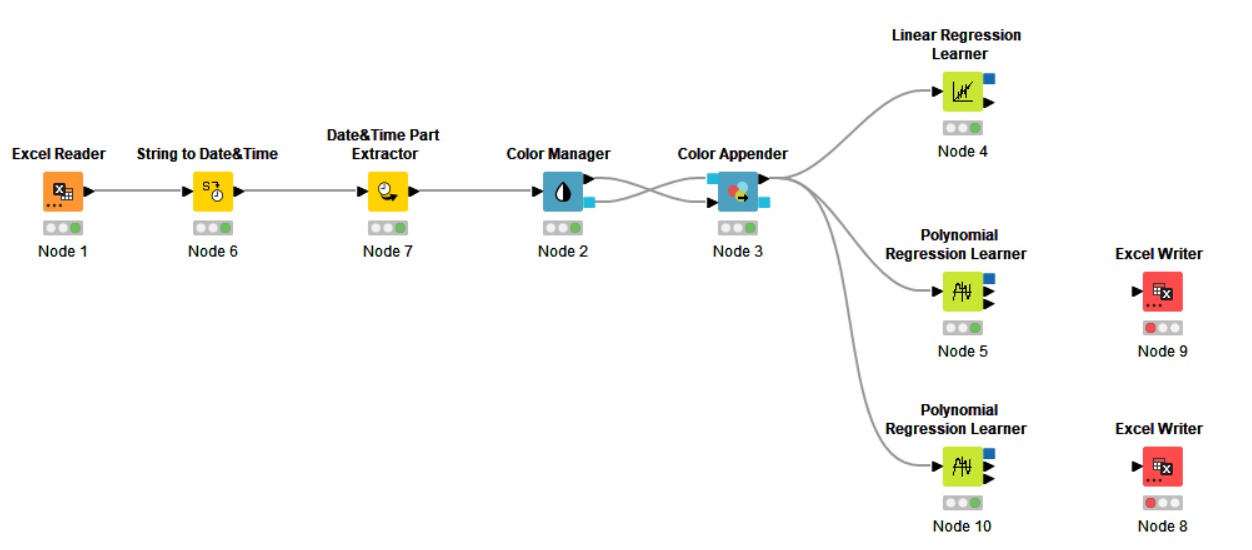 Linear Regression
Learner
Node 4
Excel Reader
Node 1
String to Date&Time
Node 6
Date&Time Part
Extractor
Node 7
Color Manager
Node 2
Color Appender
Node 3
Polynomial
Regression Learner
Node 5
Excel Writer
Node 9
Polynomial
Regression Learner
Node 10
Excel Writer
Node 8